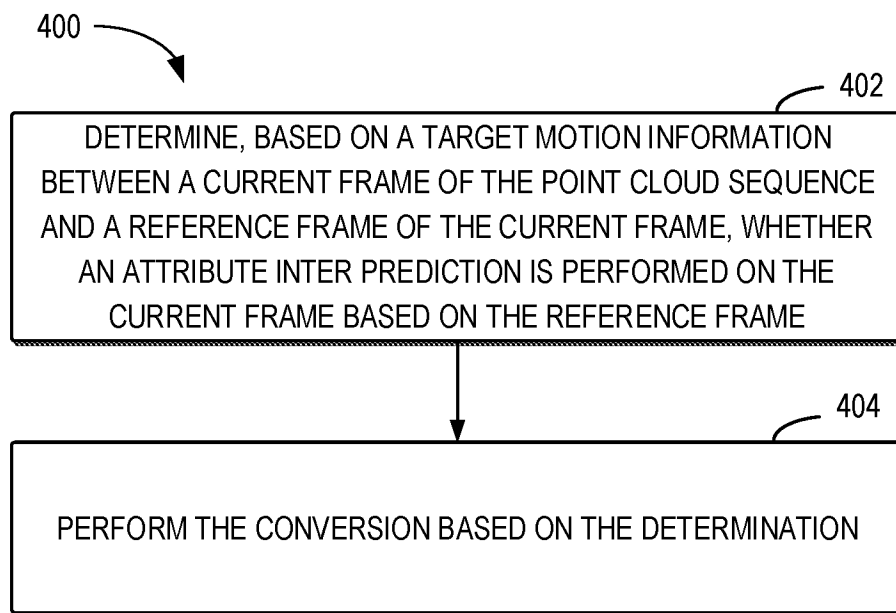 400
402
DETERMINE, BASED ON A TARGET MOTION INFORMATION
BETWEEN A CURRENT FRAME OF THE POINT CLOUD SEQUENCE
AND A REFERENCE FRAME OF THE CURRENT FRAME, WHETHER
AN ATTRIBUTE INTER PREDICTION IS PERFORMED ON THE
CURRENT FRAME BASED ON THE REFERENCE FRAME
404
PERFORM THE CONVERSION BASED ON THE DETERMINATION